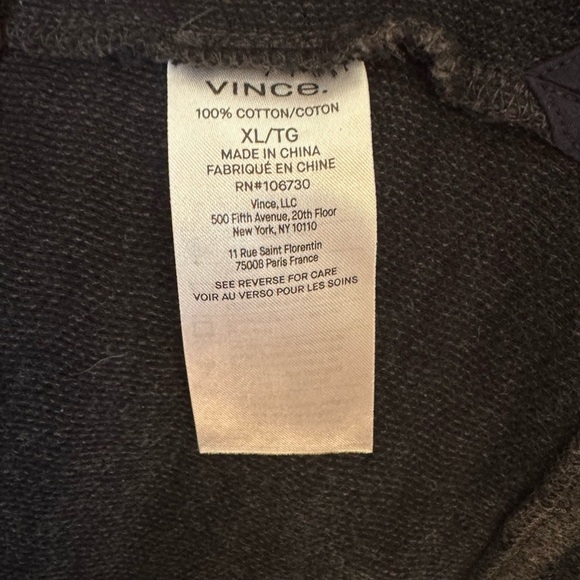 VINCE.
100% COTTON/COTON
XL/TG
MADE IN CHINA
FABRIQUÉ EN CHINE
RN#106730
Vince, LLC
500 Fifth Avenue, 20th Floor
New York, NY 10110
11 Rue Saint Florentin
75008 Paris France
SEE REVERSE FOR CARE
VOIR AU VERSO POUR LES SOINS